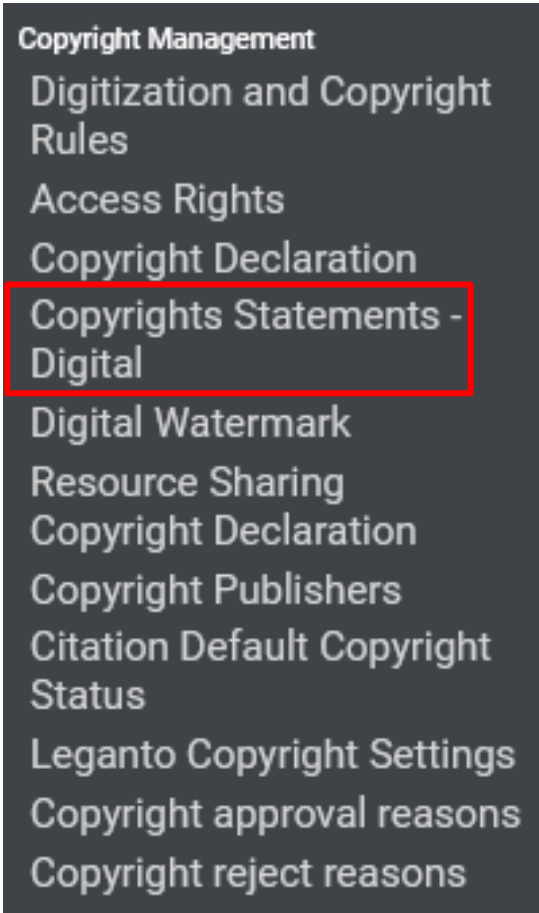 Copyright Management
Digitization and Copyright
Rules
Access Rights
Copyright Declaration
Copyrights Statements -
Digital
Digital Watermark
Resource Sharing
Copyright Declaration
Copyright Publishers
Citation Default Copyright
Status
Leganto Copyright Settings
Copyright approval reasons
Copyright reject reasons